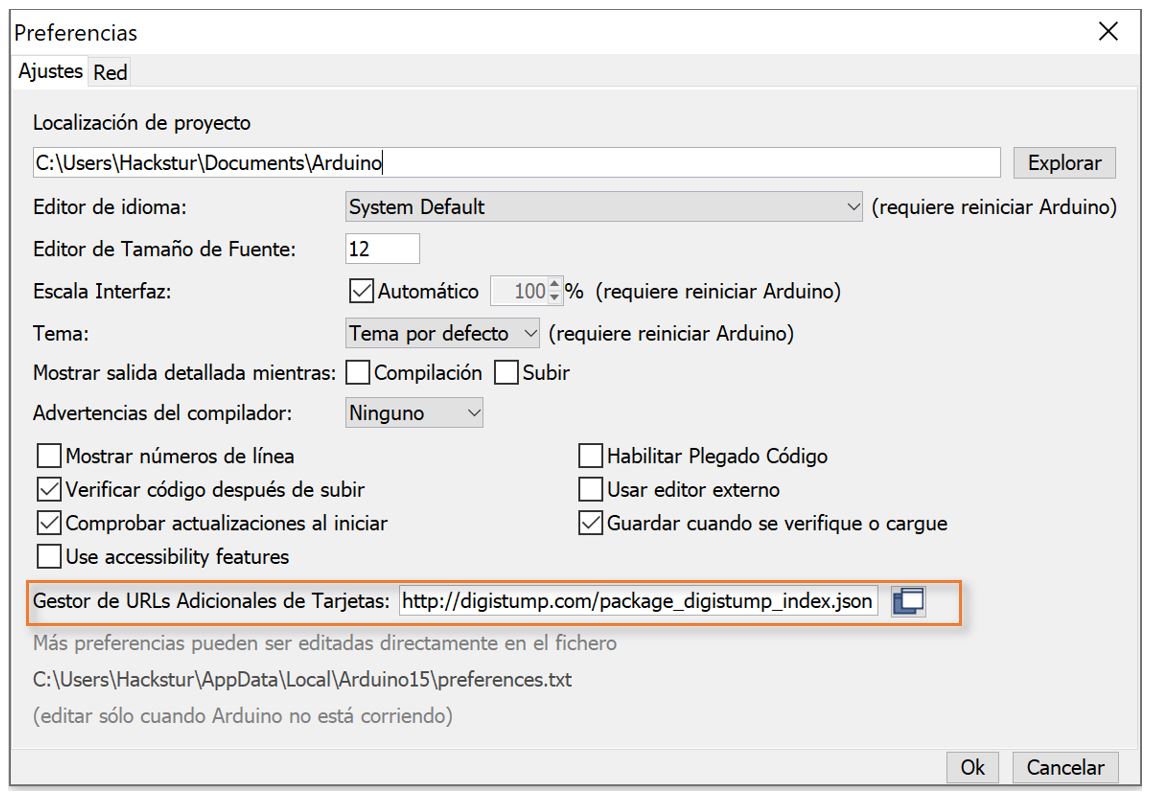 Preferencias
Ajustes Red
Localización de proyecto
C:\Users\Hackstur\Documents\Arduino Explorar
Editor de idioma: System Default (requiere reiniciar Arduino)
Editor de Tamaño de Fuente: 12
Escala Interfaz: Automático 100 % (requiere reiniciar Arduino)
Tema: Tema por defecto (requiere reiniciar Arduino)
Mostrar salida detallada mientras: Compilación Subir
Advertencias del compilador: Ninguno
Mostrar números de línea Habilitar Plegado Código
Verificar código después de subir Usar editor externo
Comprobar actualizaciones al iniciar Guardar cuando se verifique o cargue
Use accessibility features
Gestor de URLs Adicionales de Tarjetas: http://digistump.com/package_digistump_index.json
Más preferencias pueden ser editadas directamente en el fichero
C:\Users\Hackstur\AppData\Local\Arduino15\preferences.txt
(editar sólo cuando Arduino no está corriendo)
Ok Cancelar